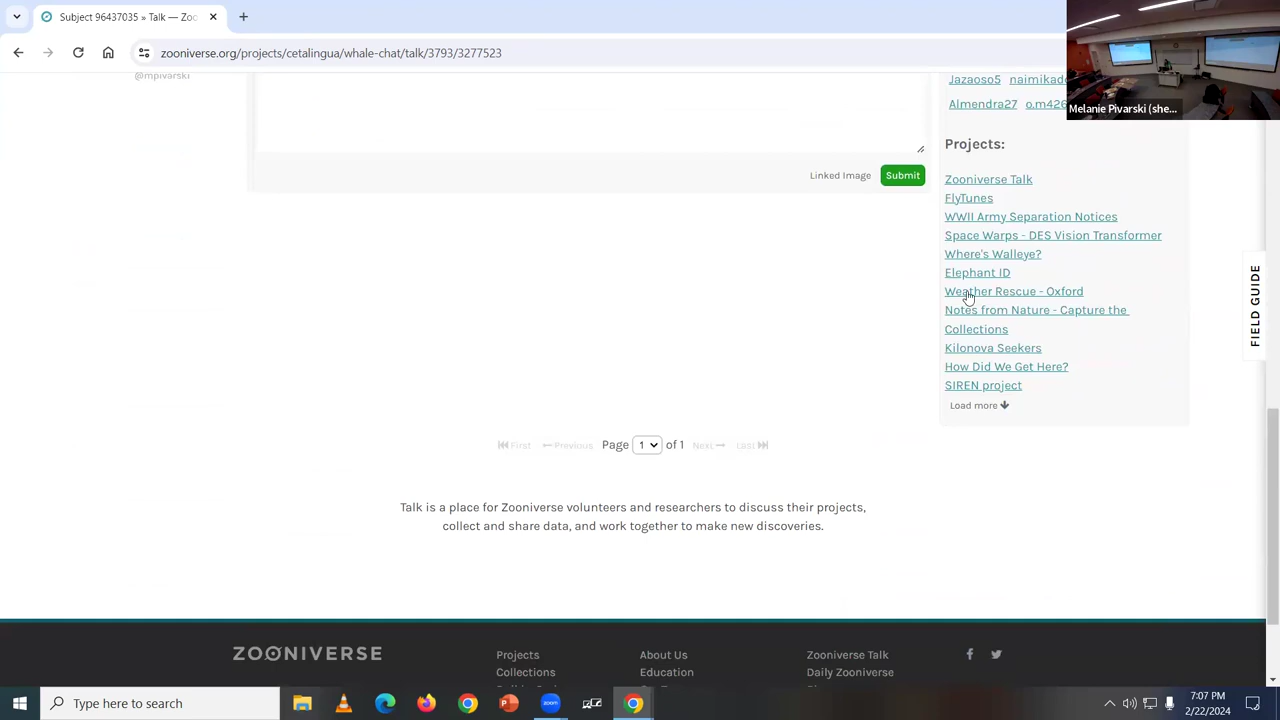 Subject 96437035 » Talk — Zoo
zooniverse.org/projects/cetalingua/whale-chat/talk/3793/3277523
Melanie Pivarski (she...
@mpivarski
Jazaoso5 naimikado
Almendra27 o.m426
Projects:
Linked Image Submit
Zooniverse Talk
FlyTunes
WWll Army Separation Notices
Space Warps - DES Vision Transformer
Where's Walleye?
Elephant ID
Weather Rescue - Oxford
Notes from Nature - Capture the
Collections
Kilonova Seekers
How Did We Get Here?
SIREN project
Load more
FIELD GUIDE
First Previous Page 1 of 1 Next Last
Talk is a place for Zooniverse volunteers and researchers to discuss their projects,
collect and share data, and work together to make new discoveries.
ZOONIVERSE
Projects About Us Zooniverse Talk
Collections Education Daily Zooniverse
Type here to search
7:07 PM
2/22/2024